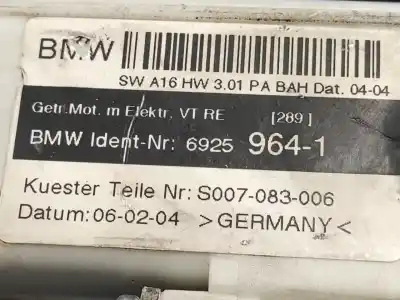 BMW
SW A16 HW 3.01 PA BAH Dat. 04-04
Getr.Mot. m Elektr. VT RE [289]
BMW Ident-Nr: 6925 964-1
Kuester Teile Nr: S007-083-006
Datum: 06-02-04 >GERMANY<